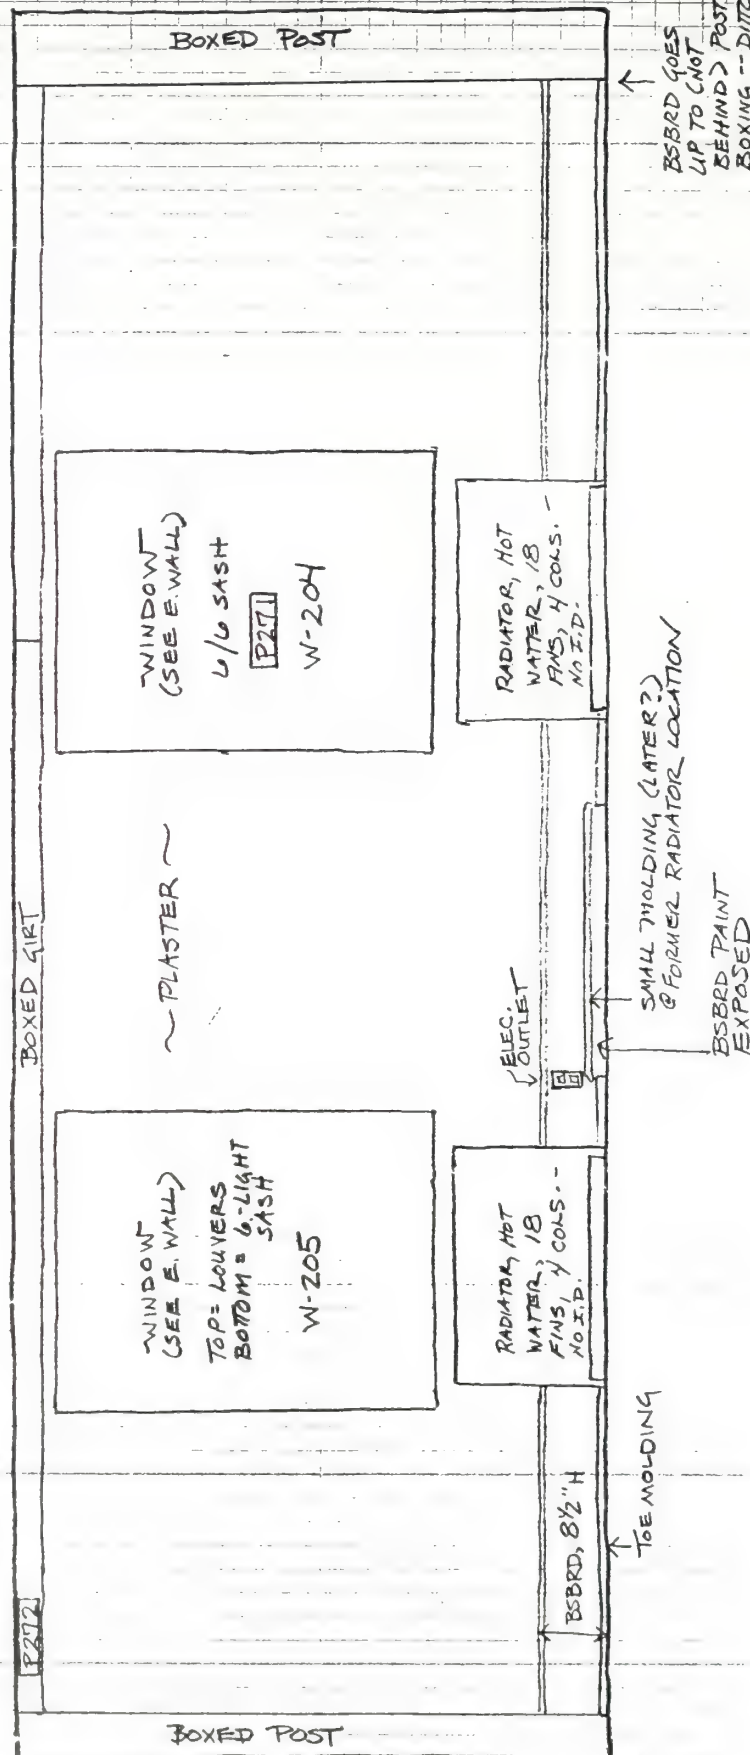 BOXED GIRT
P272
BOXED POST
WINDOW
(SEE E. WALL)
TOP = LOUVERS
BOTTOM = 6-LIGHT
SASH
W-205
~ PLASTER ~
WINDOW
(SEE E. WALL)
6/6 SASH
P271
W-204
BOXED POST
RADIATOR, HOT
WATER, 18
FINS, 4 COLS. -
NO I.D.
ELEC.
OUTLET
RADIATOR, HOT
WATER, 18
FINS, 4 COLS. -
NO I.D.
BSBRD, 8½" H
TOE MOLDING
SMALL MOLDING (LATER?)
@ FORMER RADIATOR LOCATION
BSBRD PAINT
EXPOSED
BSBRD GOES
UP TO (NOT
BEHIND) POST
BOXING --